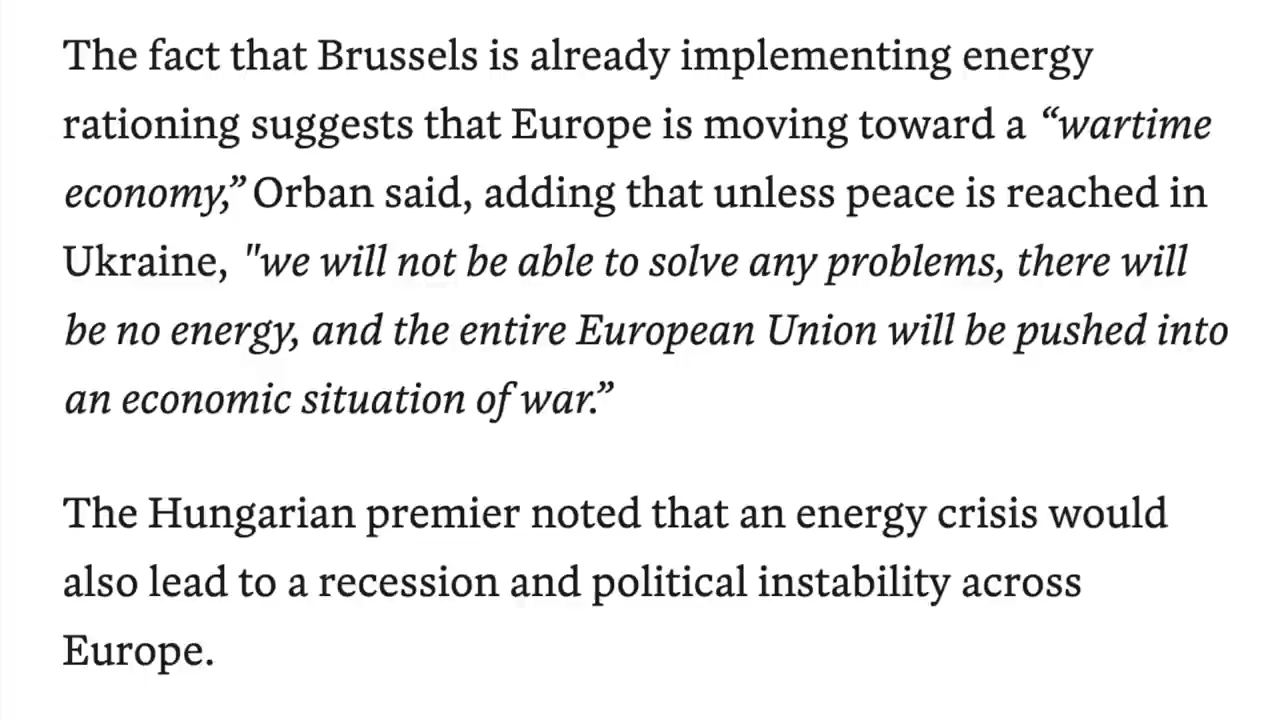 The fact that Brussels is already implementing energy
rationing suggests that Europe is moving toward a “wartime
economy,” Orban said, adding that unless peace is reached in
Ukraine, "we will not be able to solve any problems, there will
be no energy, and the entire European Union will be pushed into
an economic situation of war.”
The Hungarian premier noted that an energy crisis would
also lead to a recession and political instability across
Europe.